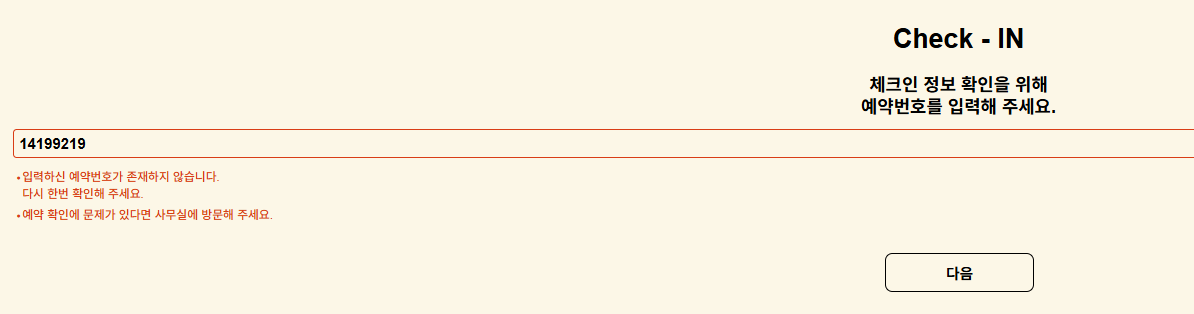 Check - IN
체크인 정보 확인을 위해
예약번호를 입력해 주세요.
14199219
• 입력하신 예약번호가 존재하지 않습니다.
다시 한번 확인해 주세요.
• 예약 확인에 문제가 있다면 사무실에 방문해 주세요.
다음